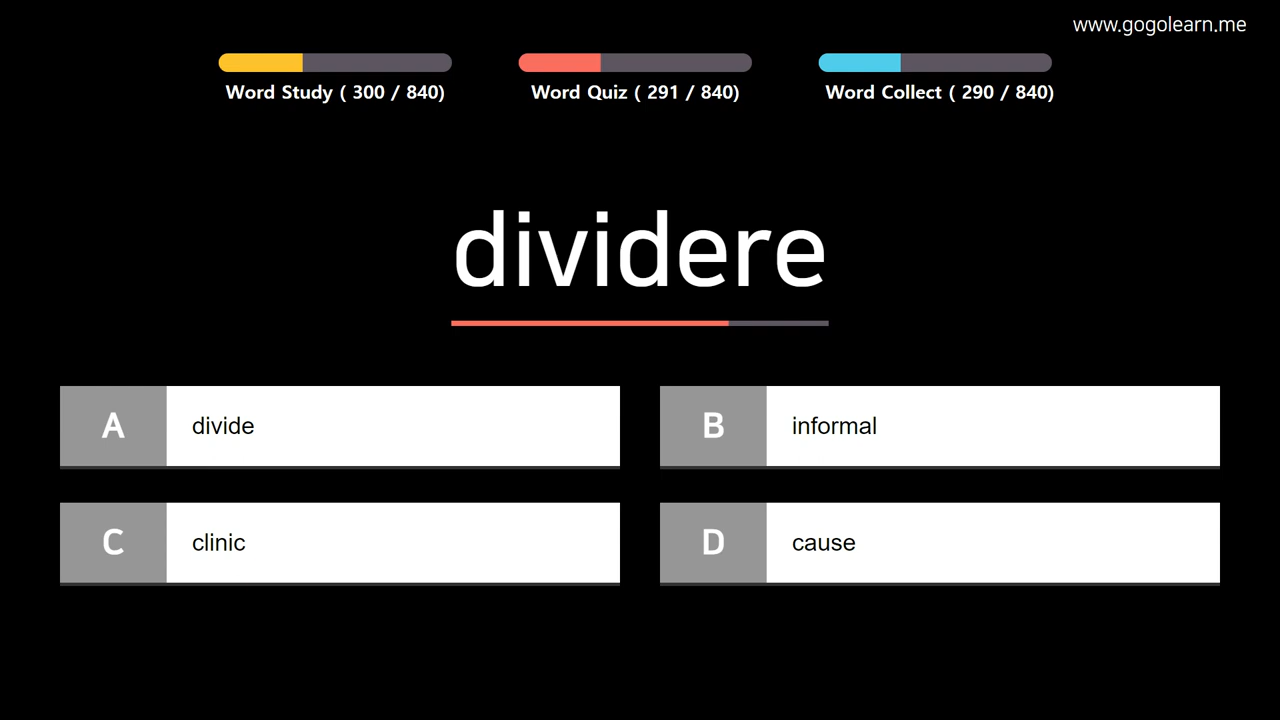 www.gogolearn.me
Word Study ( 300 / 840)
Word Quiz ( 291 / 840)
Word Collect ( 290 / 840)
dividere
A divide
B informal
C clinic
D cause